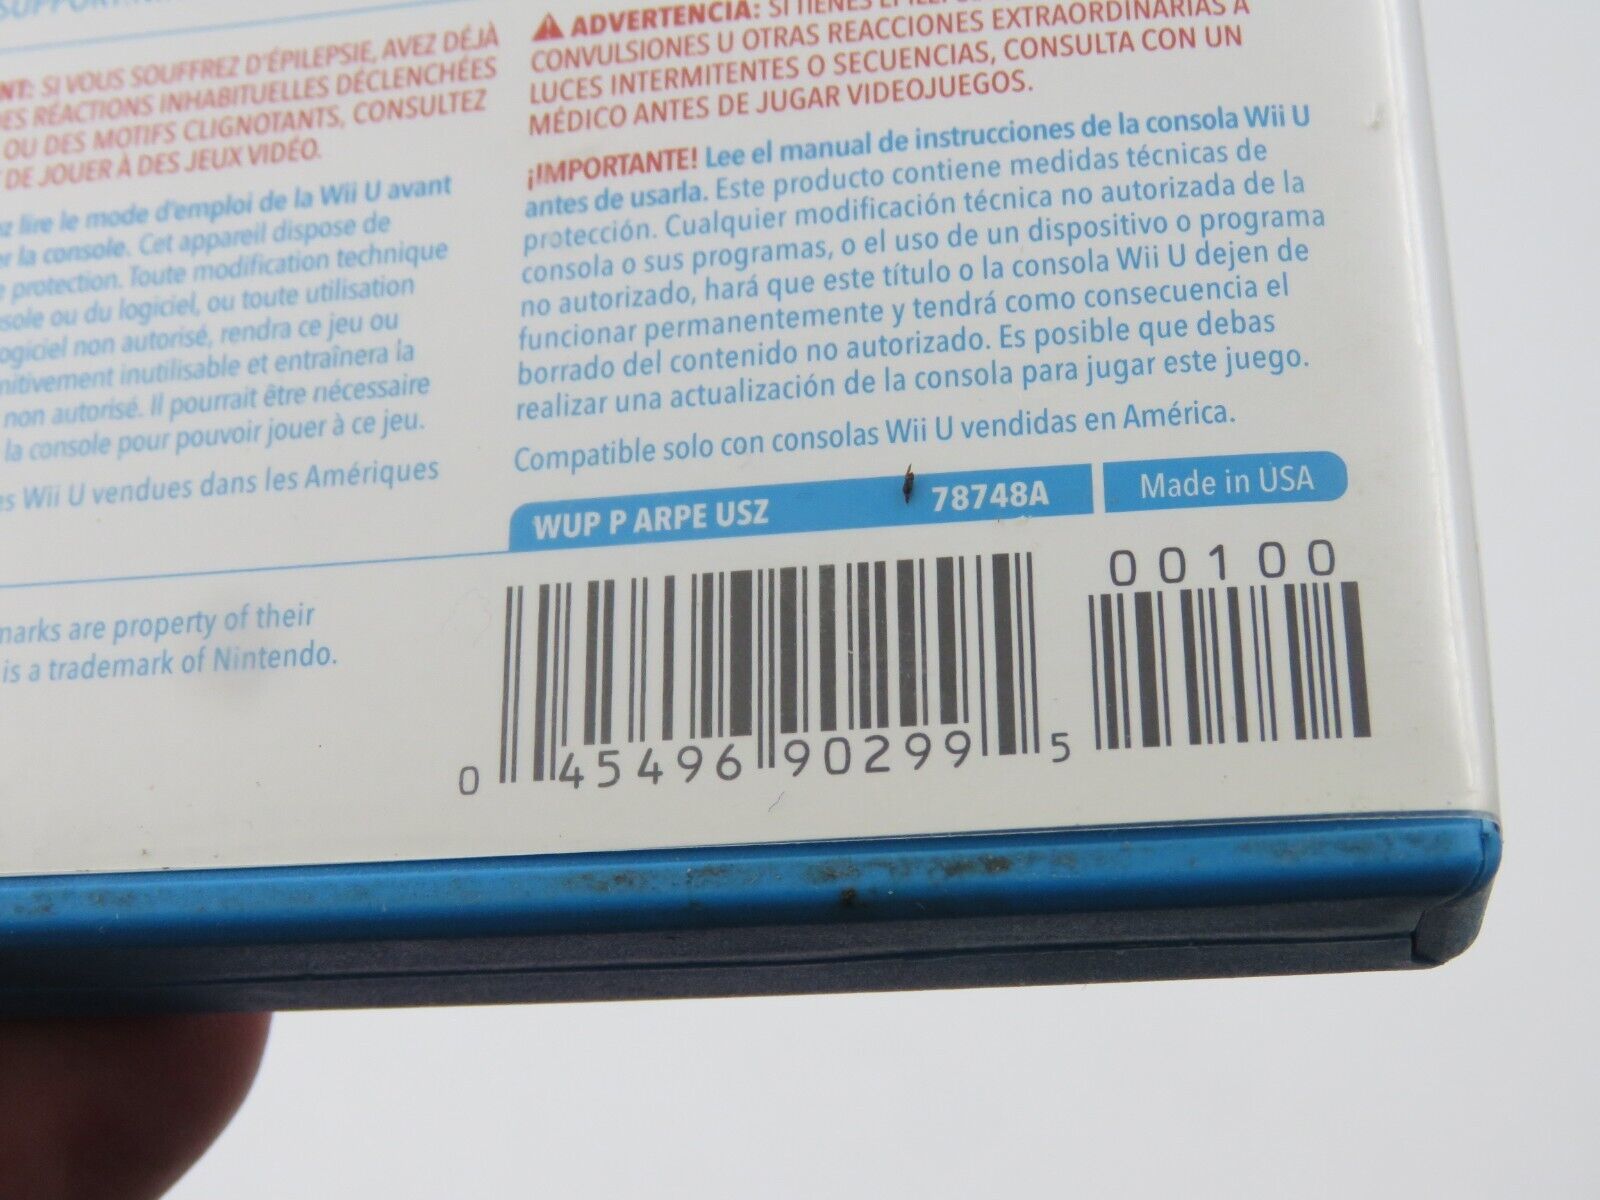 ADVERTENCIA: SI TIENES
CONVULSIONES U OTRAS REACCIONES EXTRAORDINARIAS A
LUCES INTERMITENTES O SECUENCIAS, CONSULTA CON UN
MÉDICO ANTES DE JUGAR VIDEOJUEGOS.
¡IMPORTANTE! Lee el manual de instrucciones de la consola Wii U
antes de usarla. Este producto contiene medidas técnicas de
protección. Cualquier modificación técnica no autorizada de la
consola o sus programas, o el uso de un dispositivo o programa
no autorizado, hará que este título o la consola Wii U dejen de
funcionar permanentemente y tendrá como consecuencia el
borrado del contenido no autorizado. Es posible que debas
realizar una actualización de la consola para jugar este juego.
Compatible solo con consolas Wii U vendidas en América.
SI VOUS SOUFFREZ D'ÉPILEPSIE, AVEZ DÉJÀ
RÉACTIONS INHABITUELLES DÉCLENCHÉES
OU DES MOTIFS CLIGNOTANTS, CONSULTEZ
DE JOUER À DES JEUX VIDÉO.
lire le mode d'emploi de la Wii U avant
la console. Cet appareil dispose de
protection. Toute modification technique
ou du logiciel, ou toute utilisation
non autorisé, rendra ce jeu ou
inutilisable et entraînera la
non autorisé. Il pourrait être nécessaire
la console pour pouvoir jouer à ce jeu.
Wii U vendues dans les Amériques
WUP P ARPE USZ 78748A Made in USA
are property of their
is a trademark of Nintendo.
00100
0 45496 90299 5